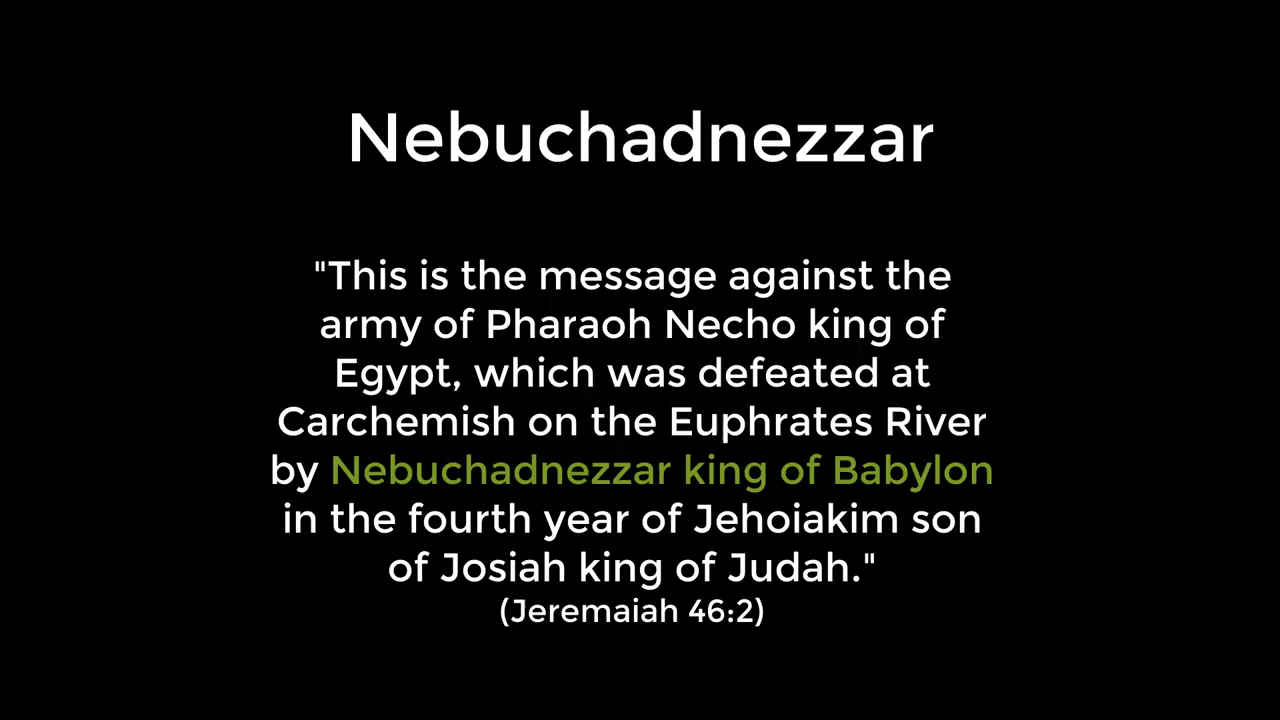 Nebuchadnezzar
"This is the message against the
army of Pharaoh Necho king of
Egypt, which was defeated at
Carchemish on the Euphrates River
by Nebuchadnezzar king of Babylon
in the fourth year of Jehoiakim son
of Josiah king of Judah."
(Jeremaiah 46:2)